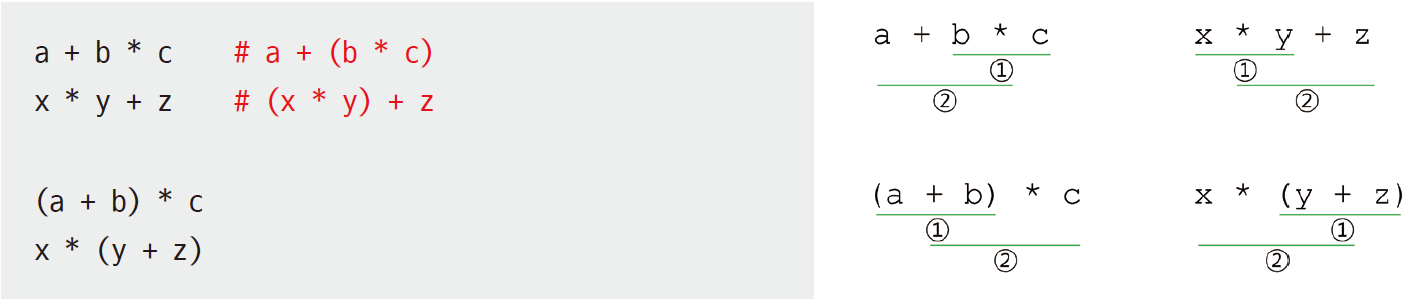 a + b * c    # a + (b * c)
x * y + z    # (x * y) + z
(a + b) * c
x * (y + z)
a + b * c
①
②
x * y + z
①
②
(a + b) * c
①
②
x * (y + z)
①
②